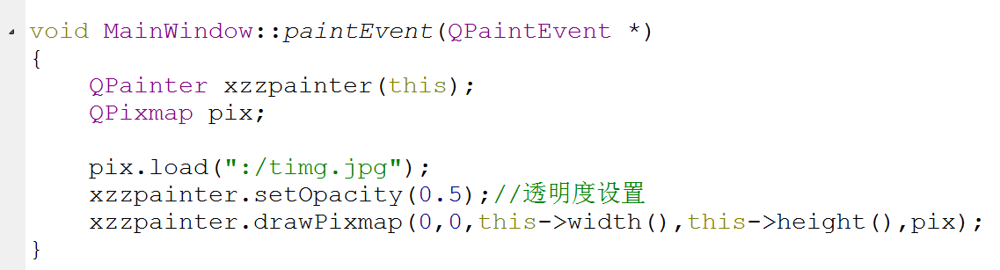 void MainWindow::paintEvent(QPaintEvent *)
{
    QPainter xzzpainter(this);
    QPixmap pix;

    pix.load(":/timg.jpg");
    xzzpainter.setOpacity(0.5);//透明度设置
    xzzpainter.drawPixmap(0,0,this->width(),this->height(),pix);
}